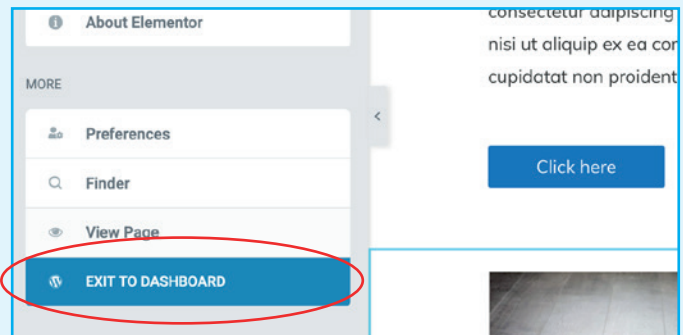 About Elementor
MORE
Preferences
Finder
View Page
EXIT TO DASHBOARD
consectetur adipiscing
nisi ut aliquip ex ea cor
cupidatat non proident
Click here